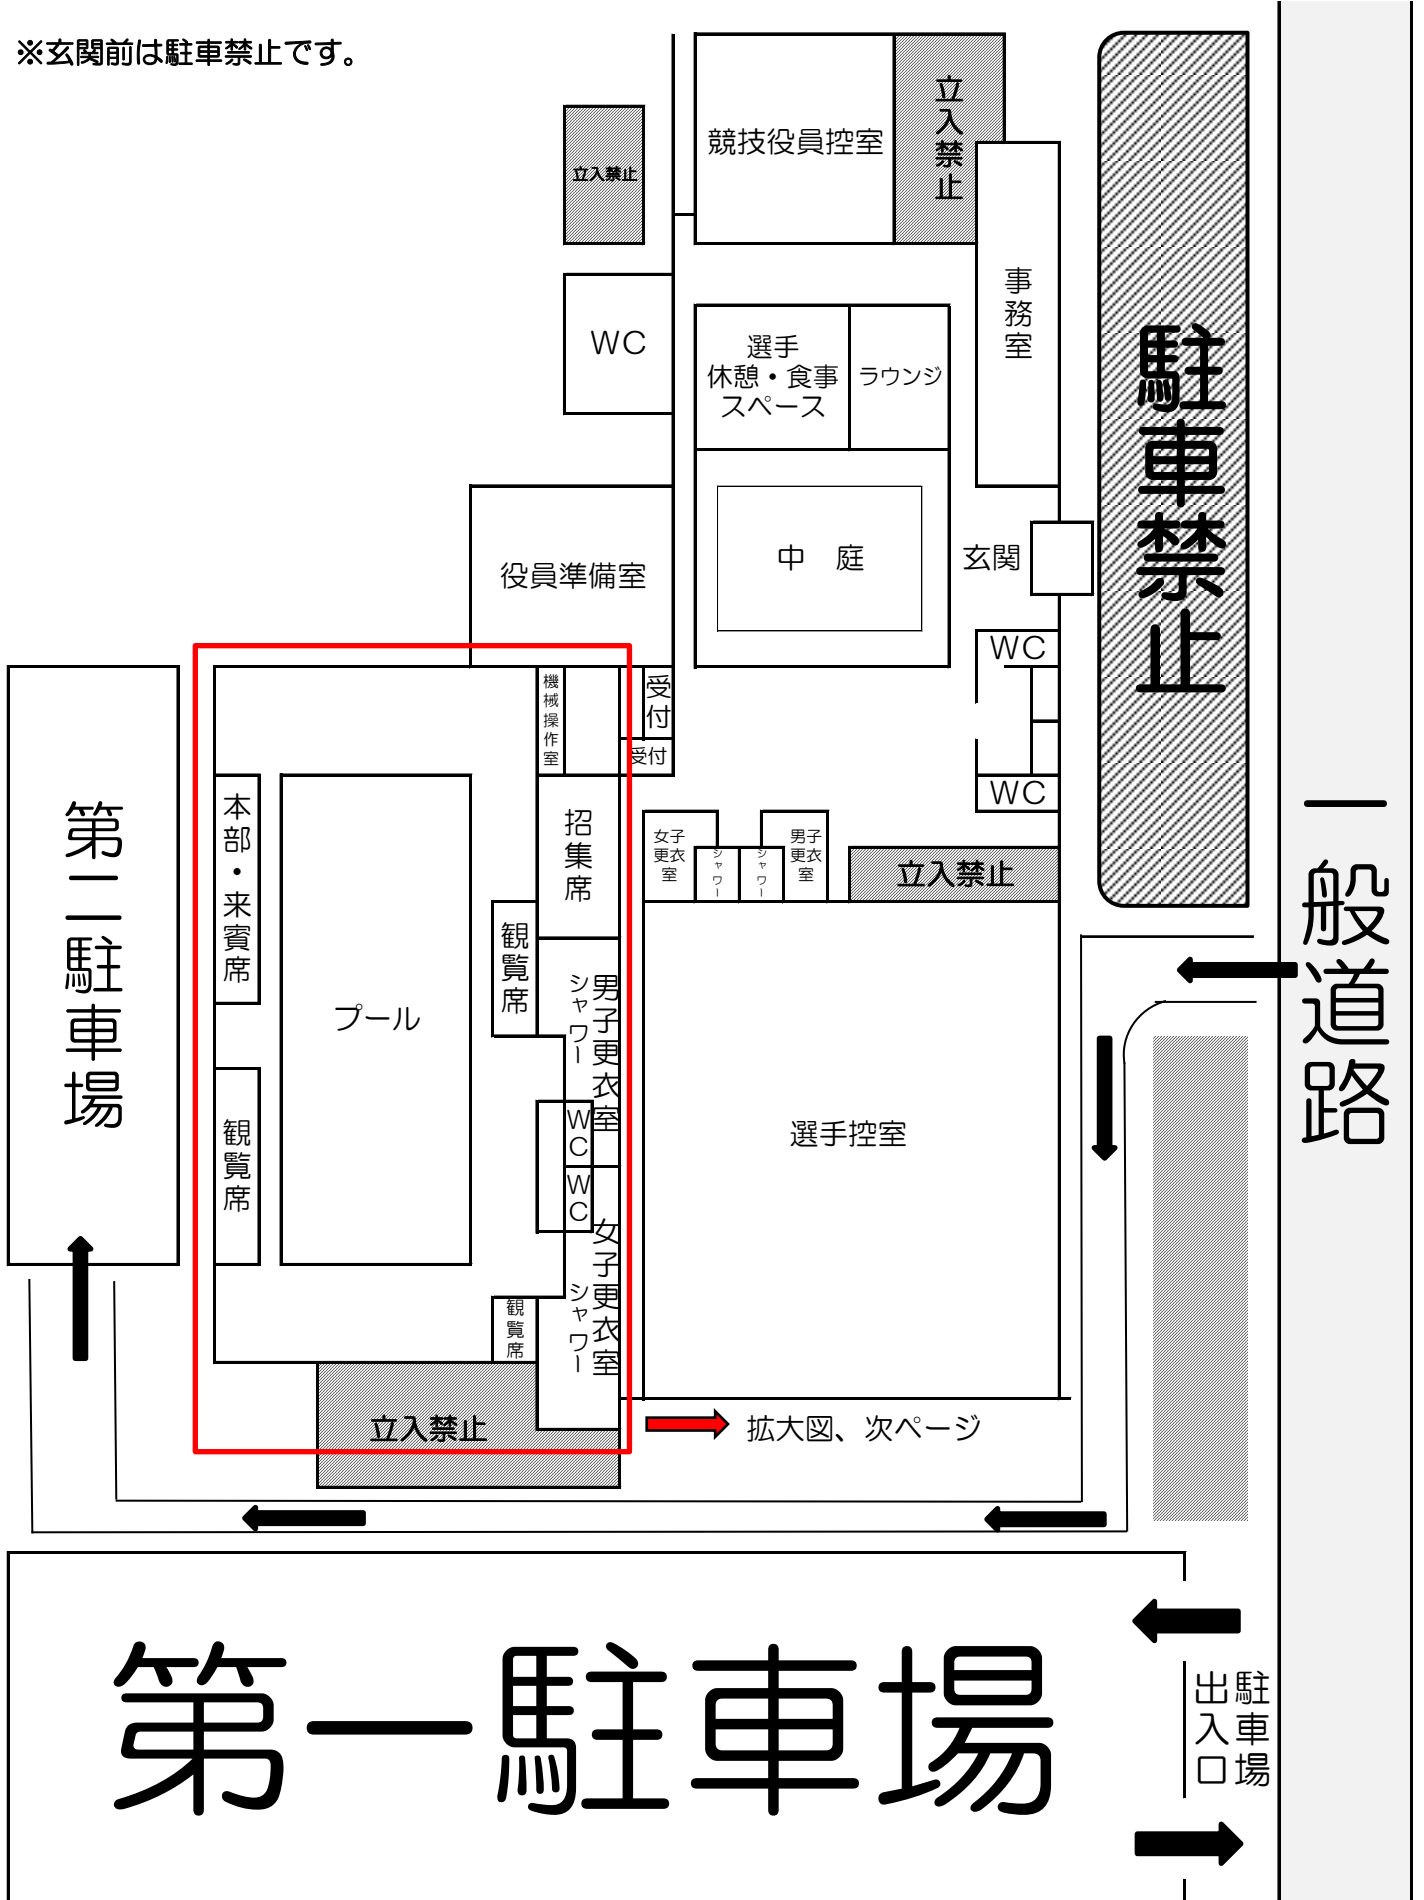 ※玄関前は駐車禁止です。
競技役員控室
立入禁止
立入禁止
事務室
駐車禁止
WC
選手
休憩・食事
スペース
ラウンジ
中　庭
玄関
役員準備室
WC
機械操作室
受付
受付
WC
第二駐車場
本部・来賓席
プール
招集席
女子
更衣
室
シャワー
シャワー
男子
更衣
室
立入禁止
一般道路
観覧席
男子更衣室
シャワー
選手控室
観覧席
WC
WC
女子更衣室
シャワー
観覧席
立入禁止
拡大図、次ページ
第一駐車場
駐車場
出入口